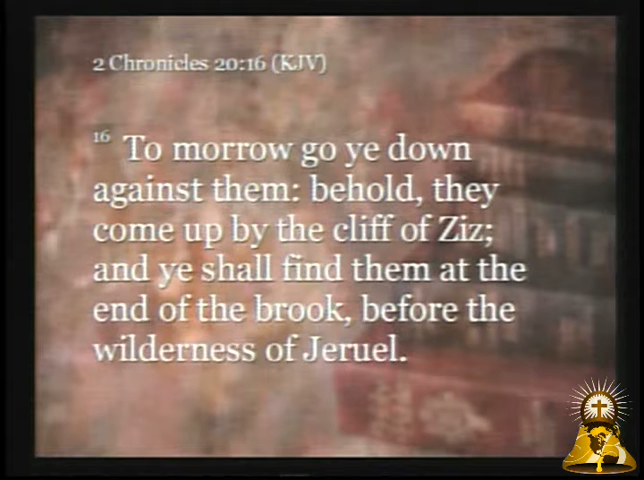 2 Chronicles 20:16 (KJV)
16 To morrow go ye down
against them: behold, they
come up by the cliff of Ziz;
and ye shall find them at the
end of the brook, before the
wilderness of Jeruel.